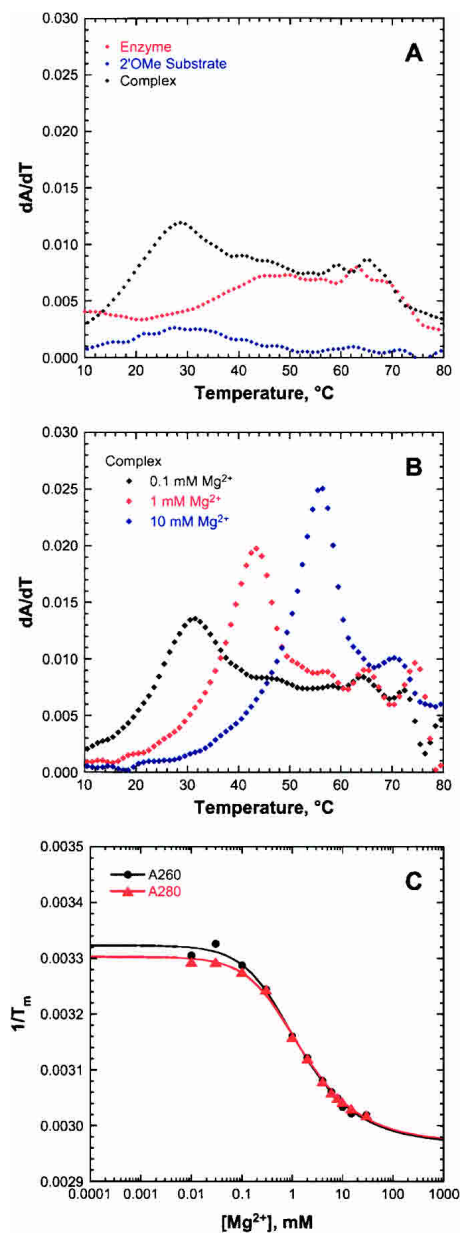 A
Enzyme
2'OMe Substrate
Complex
0.030
0.025
0.020
0.015
0.010
0.005
0.000
dA/dT
10 20 30 40 50 60 70 80
Temperature, °C
B
Complex
0.1 mM Mg2+
1 mM Mg2+
10 mM Mg2+
0.030
0.025
0.020
0.015
0.010
0.005
0.000
dA/dT
10 20 30 40 50 60 70 80
Temperature, °C
C
A260
A280
0.0035
0.0034
0.0033
0.0032
0.0031
0.0030
0.0029
1/Tm
0.0001 0.001 0.01 0.1 1 10 100 1000
[Mg2+], mM